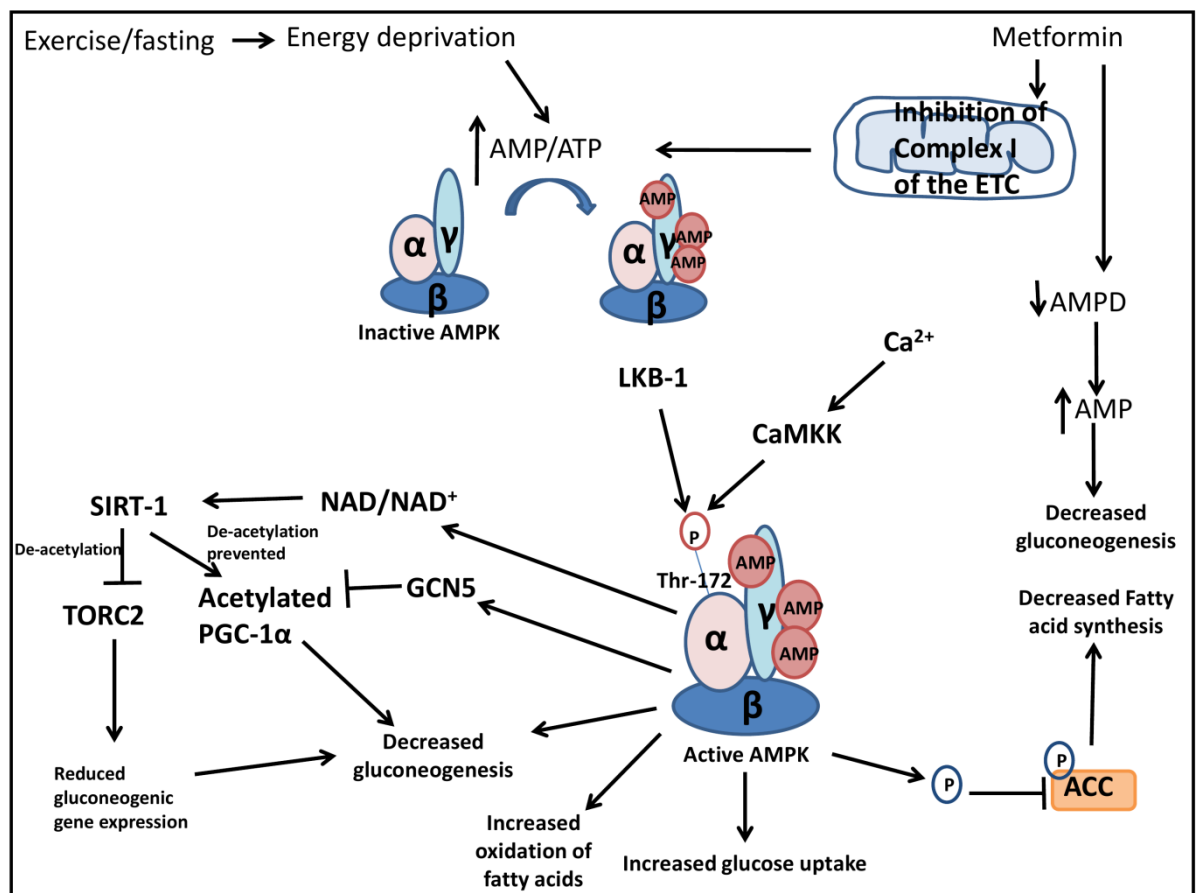 Exercise/fasting
Energy deprivation
Metformin
Inhibition of
Complex I
of the ETC
AMP/ATP
α
γ
β
Inactive AMPK
AMP
AMP
AMP
α
γ
β
AMPD
AMP
Decreased
gluconeogenesis
Ca²⁺
LKB-1
CaMKK
SIRT-1
NAD/NAD⁺
De-acetylation
De-acetylation
prevented
TORC2
Acetylated
PGC-1α
GCN5
P
Thr-172
AMP
AMP
AMP
α
γ
β
Active AMPK
Decreased Fatty
acid synthesis
P
P
ACC
Reduced
gluconeogenic
gene expression
Decreased
gluconeogenesis
Increased
oxidation of
fatty acids
Increased glucose uptake